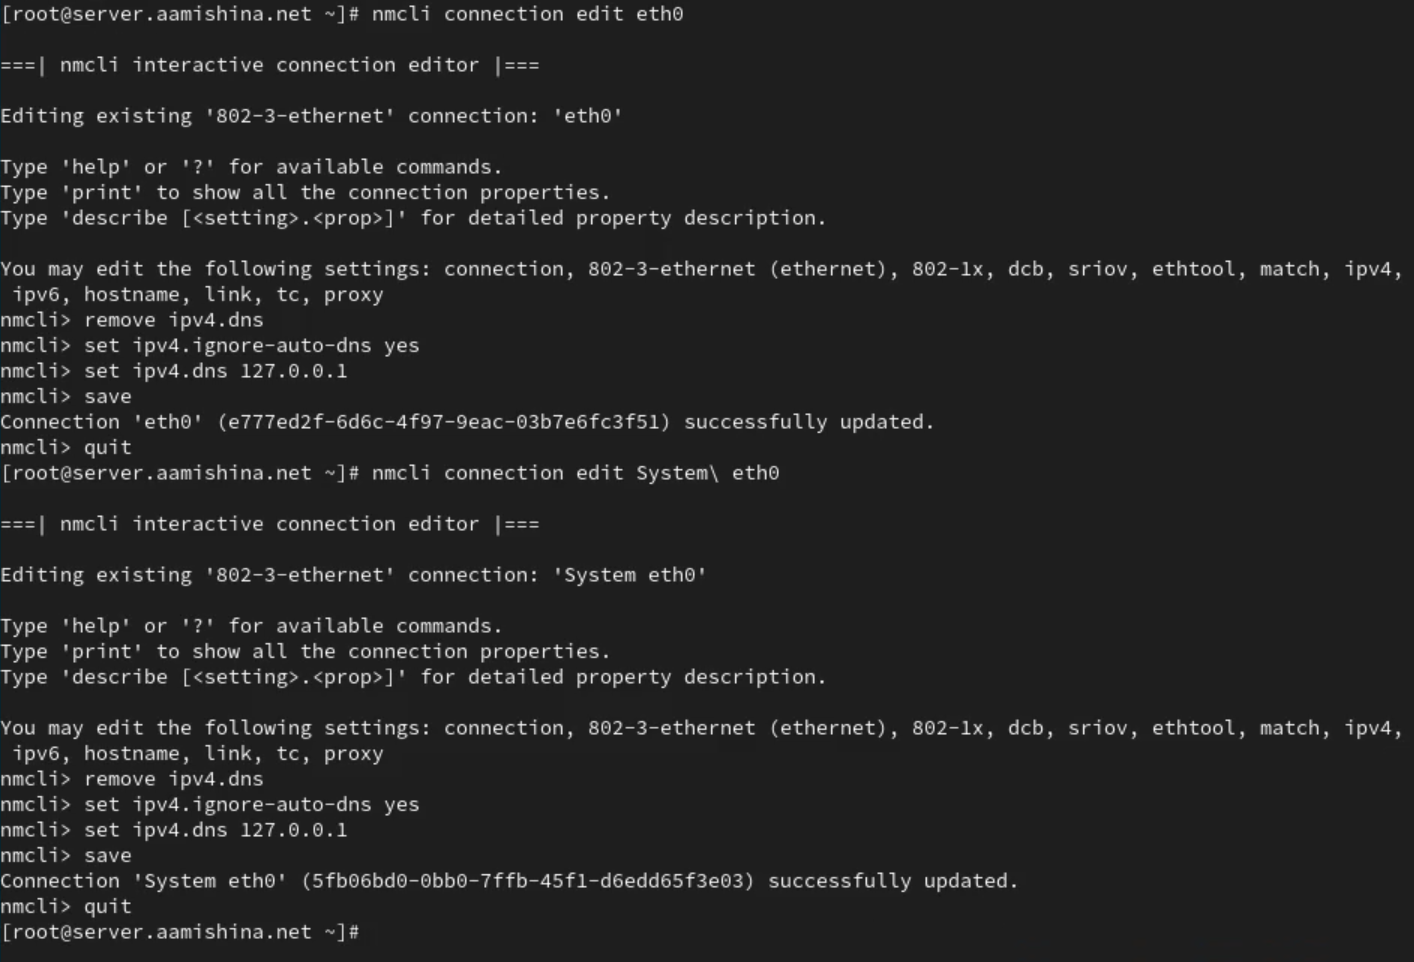 [root@server.aamishina.net ~]# nmcli connection edit eth0
===| nmcli interactive connection editor |===
Editing existing '802-3-ethernet' connection: 'eth0'
Type 'help' or '?' for available commands.
Type 'print' to show all the connection properties.
Type 'describe [<setting>.<prop>]' for detailed property description.
You may edit the following settings: connection, 802-3-ethernet (ethernet), 802-1x, dcb, sriov, ethtool, match, ipv4,
 ipv6, hostname, link, tc, proxy
nmcli> remove ipv4.dns
nmcli> set ipv4.ignore-auto-dns yes
nmcli> set ipv4.dns 127.0.0.1
nmcli> save
Connection 'eth0' (e777ed2f-6d6c-4f97-9eac-03b7e6fc3f51) successfully updated.
nmcli> quit
[root@server.aamishina.net ~]# nmcli connection edit System\ eth0
===| nmcli interactive connection editor |===
Editing existing '802-3-ethernet' connection: 'System eth0'
Type 'help' or '?' for available commands.
Type 'print' to show all the connection properties.
Type 'describe [<setting>.<prop>]' for detailed property description.
You may edit the following settings: connection, 802-3-ethernet (ethernet), 802-1x, dcb, sriov, ethtool, match, ipv4,
 ipv6, hostname, link, tc, proxy
nmcli> remove ipv4.dns
nmcli> set ipv4.ignore-auto-dns yes
nmcli> set ipv4.dns 127.0.0.1
nmcli> save
Connection 'System eth0' (5fb06bd0-0bb0-7ffb-45f1-d6edd65f3e03) successfully updated.
nmcli> quit
[root@server.aamishina.net ~]#